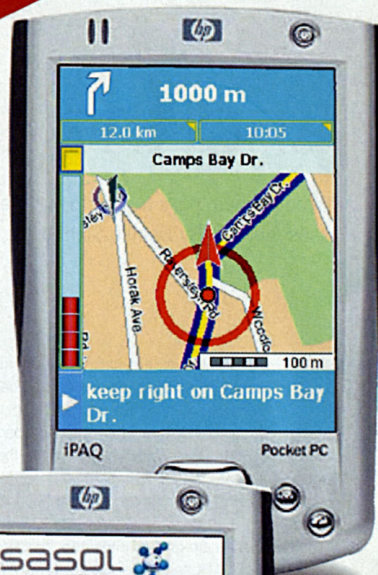 hp
1000 m
12.0 km
10:05
Camps Bay Dr.
Camps Bay Dr.
Horak Ave.
100 m
keep right on Camps Bay
Dr.
iPAQ
Pocket PC
hp
sasol